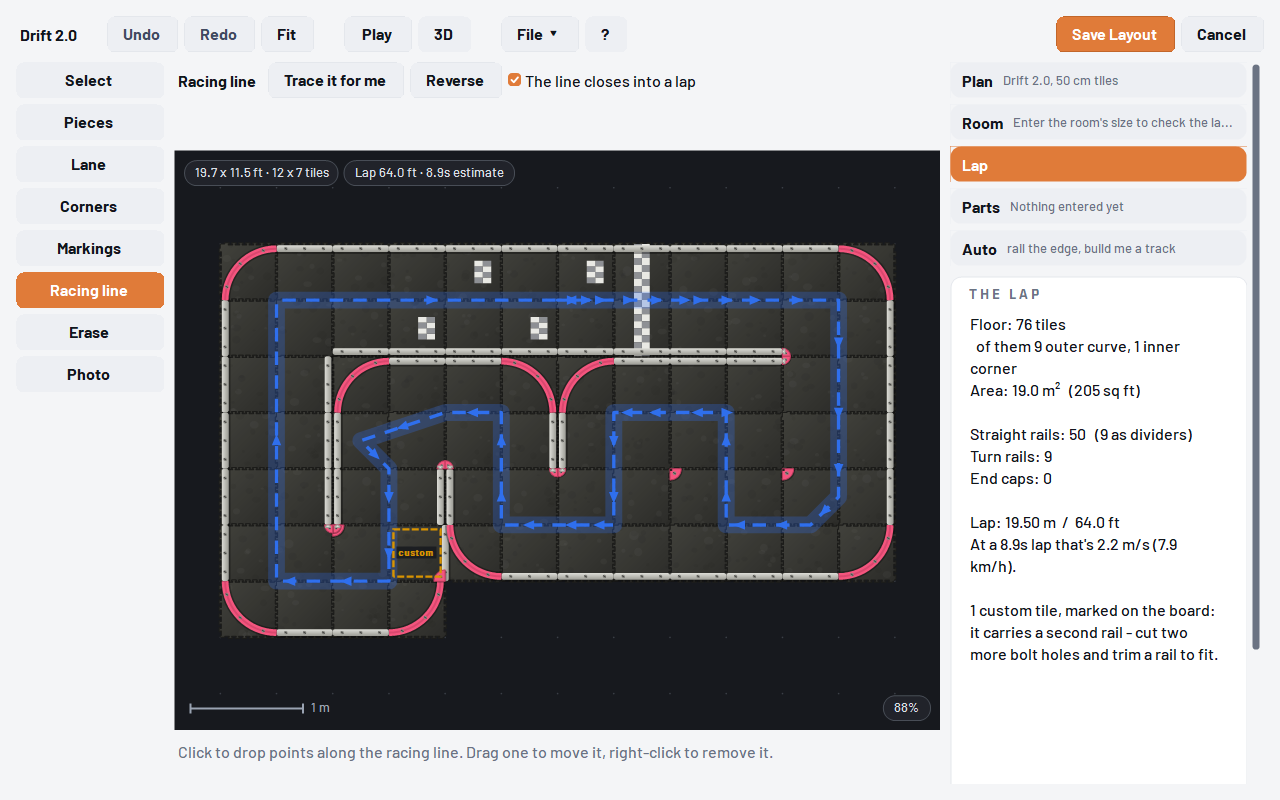 Drift 2.0
Undo
Redo
Fit
Play
3D
File
?
Save Layout
Cancel
Select
Pieces
Lane
Corners
Markings
Racing line
Erase
Photo
Racing line
Trace it for me
Reverse
The line closes into a lap
19.7 x 11.5 ft · 12 x 7 tiles
Lap 64.0 ft · 8.9s estimate
custom
1 m
88%
Click to drop points along the racing line. Drag one to move it, right-click to remove it.
Plan Drift 2.0, 50 cm tiles
Room Enter the room's size to check the la...
Lap
Parts Nothing entered yet
Auto rail the edge, build me a track
THE LAP
Floor: 76 tiles
of them 9 outer curve, 1 inner
corner
Area: 19.0 m² (205 sq ft)
Straight rails: 50 (9 as dividers)
Turn rails: 9
End caps: 0
Lap: 19.50 m / 64.0 ft
At a 8.9s lap that's 2.2 m/s (7.9
km/h).
1 custom tile, marked on the board:
it carries a second rail - cut two
more bolt holes and trim a rail to fit.